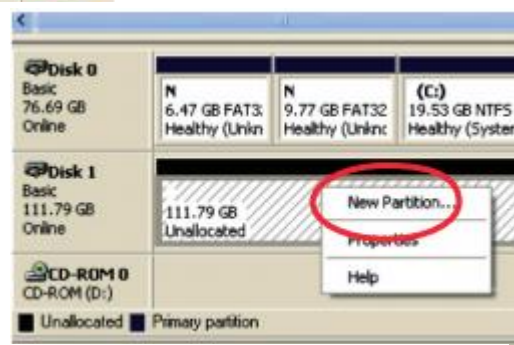 Disk 0
Basic
76.69 GB
Online
N
6.47 GB FAT3
Healthy (Unkn
N
9.77 GB FAT32
Healthy (Unknc
(C:)
19.53 GB NTFS
Healthy (System
Disk 1
Basic
111.79 GB
Online
111.79 GB
Unallocated
New Partition...
Properties
Help
CD-ROM 0
CD-ROM (D:)
Unallocated
Primary partition